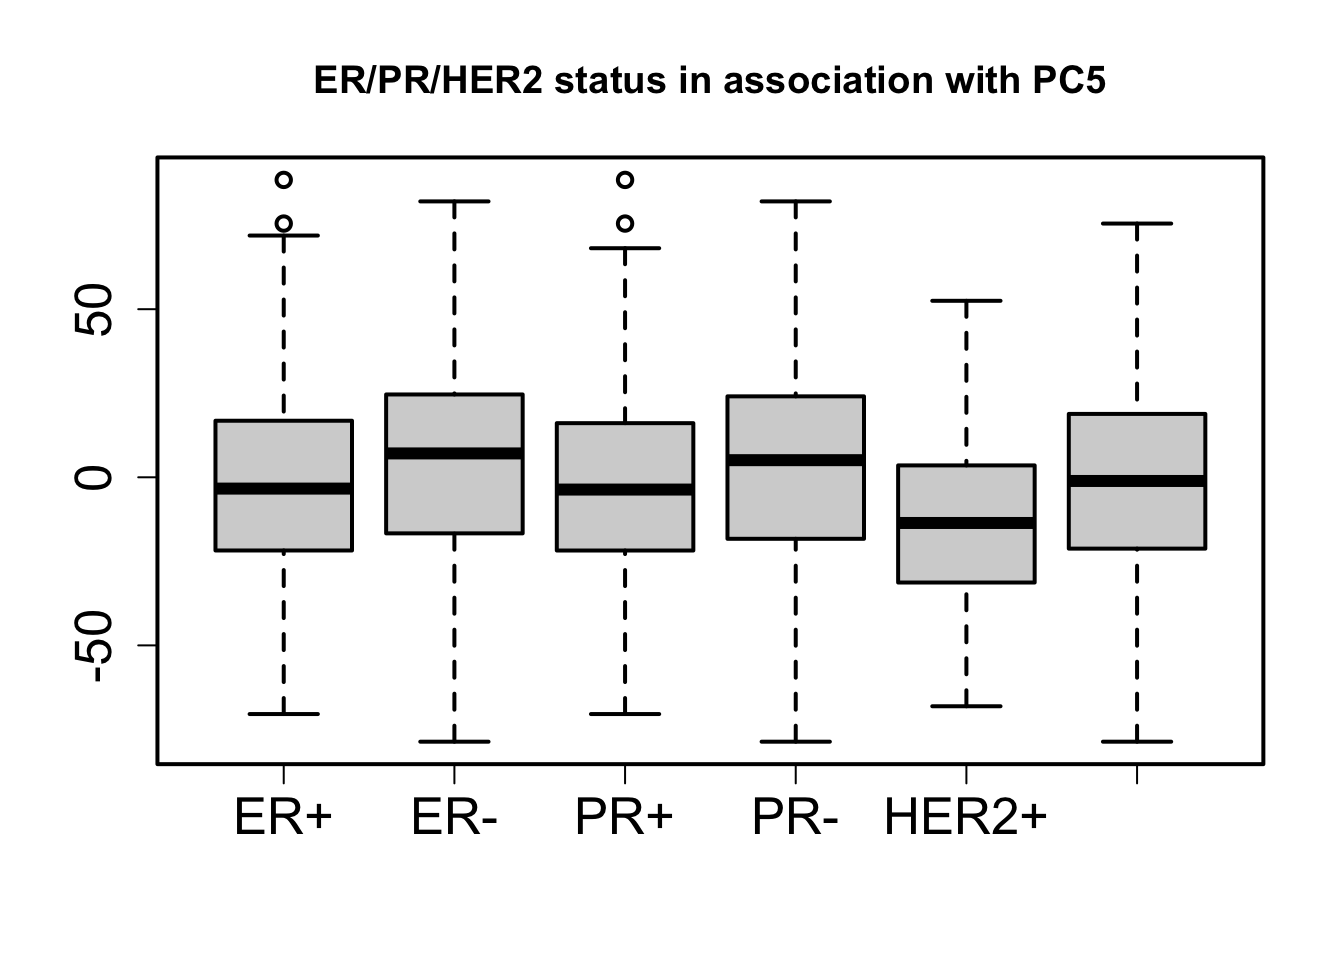 ER/PR/HER2 status in association with PC5
50
0
-50
ER+ ER- PR+ PR- HER2+